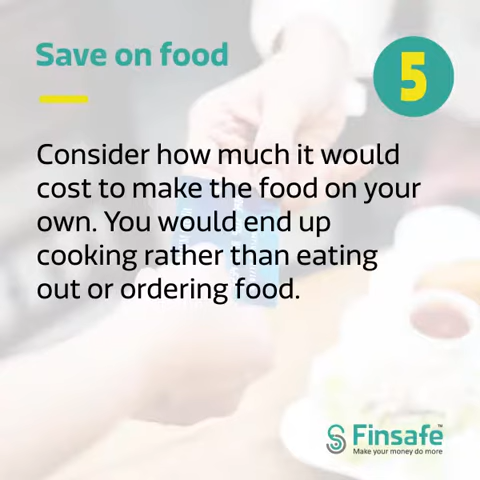 Save on food
5
Consider how much it would
cost to make the food on your
own. You would end up
cooking rather than eating
out or ordering food.
Finsafe™
Make your money do more